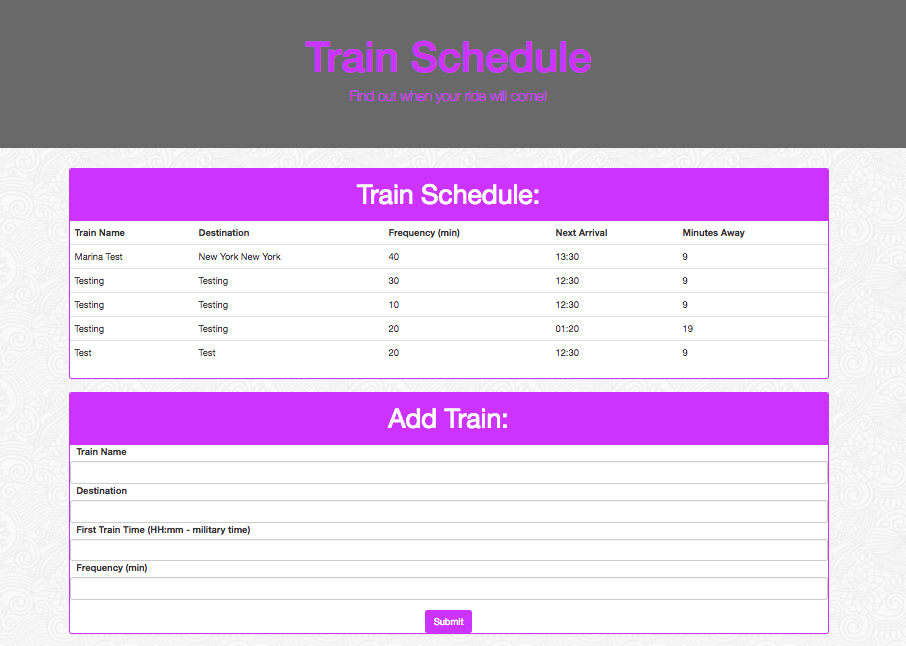 Train Schedule
Find out when your ride will come!
Train Schedule:
Train Name Destination Frequency (min) Next Arrival Minutes Away
Marina Test New York New York 40 13:30 9
Testing Testing 30 12:30 9
Testing Testing 10 12:30 9
Testing Testing 20 01:20 19
Test Test 20 12:30 9
Add Train:
Train Name
Destination
First Train Time (HH:mm - military time)
Frequency (min)
Submit